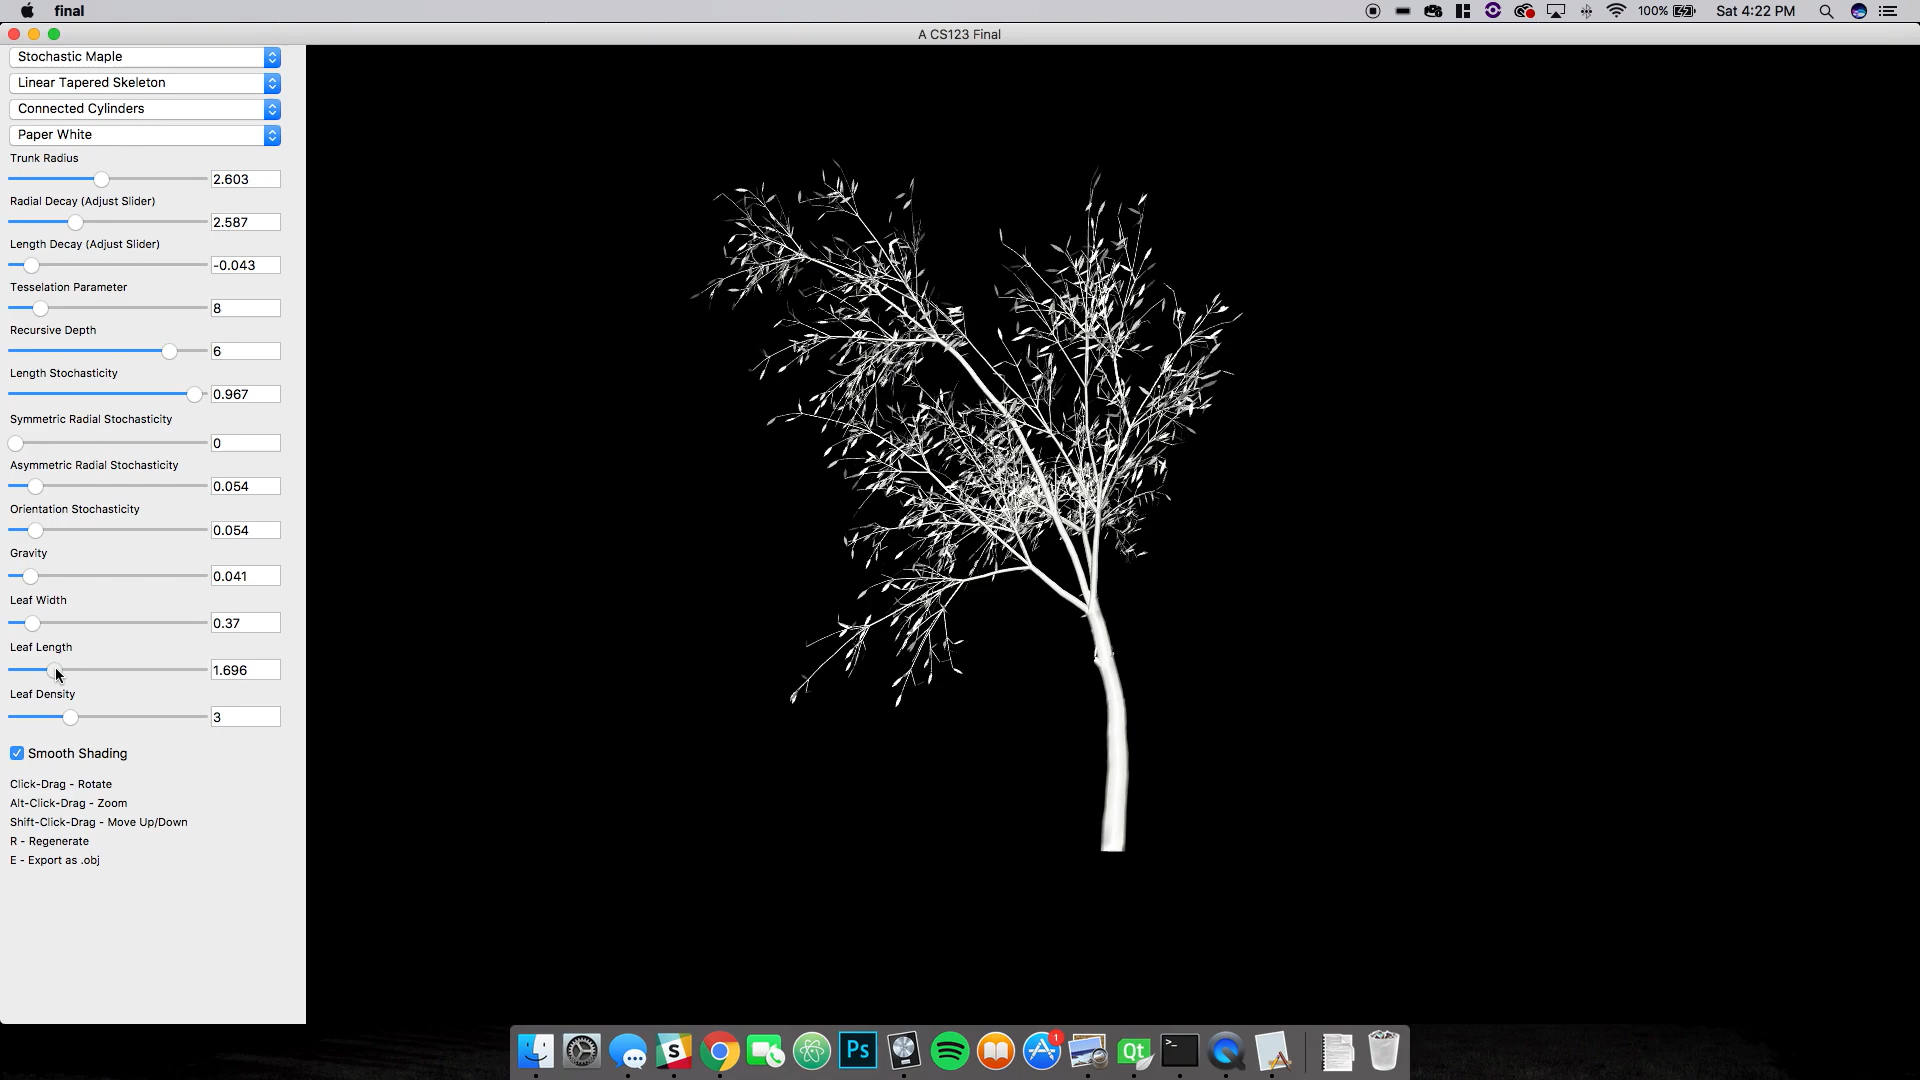 final
100%
Sat 4:22 PM
A CS123 Final
Stochastic Maple
Linear Tapered Skeleton
Connected Cylinders
Paper White
Trunk Radius
2.603
Radial Decay (Adjust Slider)
2.587
Length Decay (Adjust Slider)
-0.043
Tesselation Parameter
8
Recursive Depth
6
Length Stochasticity
0.967
Symmetric Radial Stochasticity
0
Asymmetric Radial Stochasticity
0.054
Orientation Stochasticity
0.054
Gravity
0.041
Leaf Width
0.37
Leaf Length
1.696
Leaf Density
3
Smooth Shading
Click-Drag - Rotate
Alt-Click-Drag - Zoom
Shift-Click-Drag - Move Up/Down
R - Regenerate
E - Export as .obj
S
Ps
1
Qt
>_